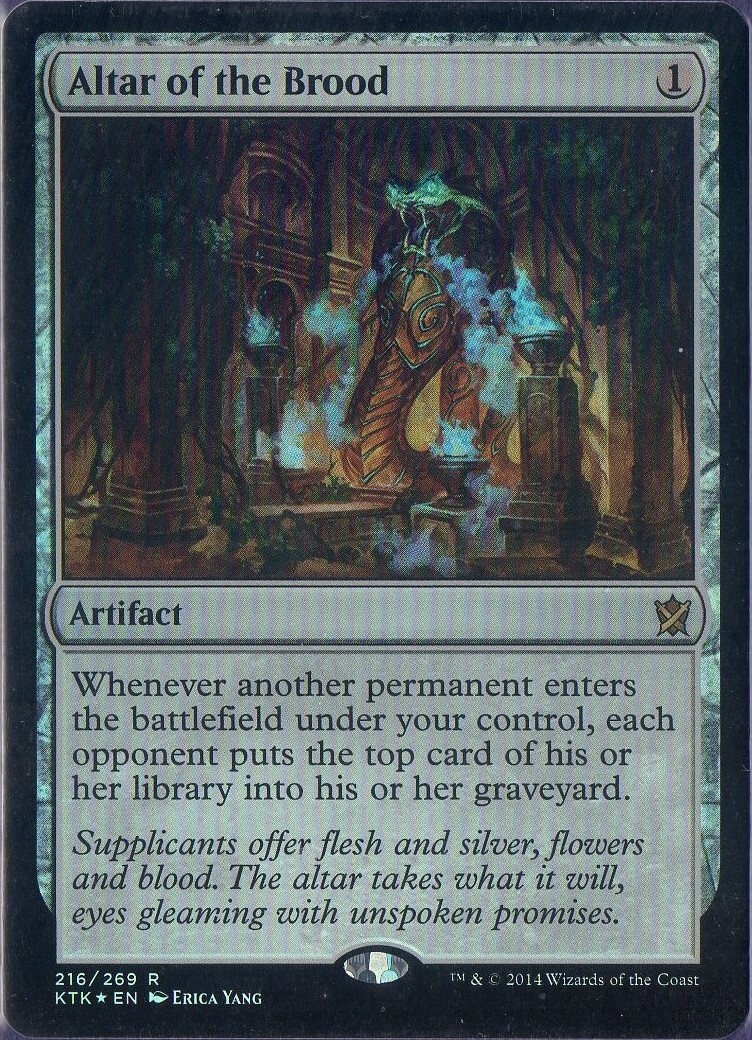 Altar of the Brood
1
Artifact
Whenever another permanent enters
the battlefield under your control, each
opponent puts the top card of his or
her library into his or her graveyard.
Supplicants offer flesh and silver, flowers
and blood. The altar takes what it will,
eyes gleaming with unspoken promises.
216/269 R
KTK★EN Erica Yang
™ & © 2014 Wizards of the Coast